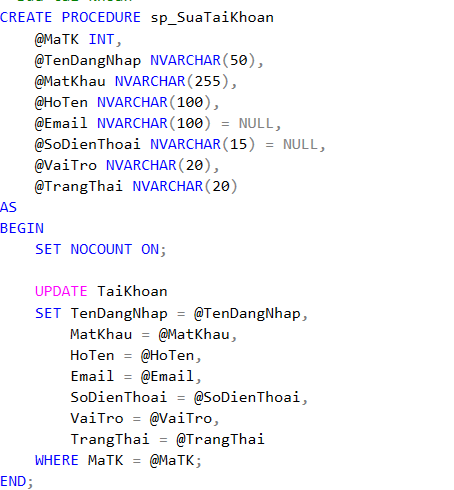 CREATE PROCEDURE sp_SuaTaiKhoan
    @MaTK INT,
    @TenDangNhap NVARCHAR(50),
    @MatKhau NVARCHAR(255),
    @HoTen NVARCHAR(100),
    @Email NVARCHAR(100) = NULL,
    @SoDienThoai NVARCHAR(15) = NULL,
    @VaiTro NVARCHAR(20),
    @TrangThai NVARCHAR(20)
AS
BEGIN
    SET NOCOUNT ON;

    UPDATE TaiKhoan
    SET TenDangNhap = @TenDangNhap,
        MatKhau = @MatKhau,
        HoTen = @HoTen,
        Email = @Email,
        SoDienThoai = @SoDienThoai,
        VaiTro = @VaiTro,
        TrangThai = @TrangThai
    WHERE MaTK = @MaTK;
END;